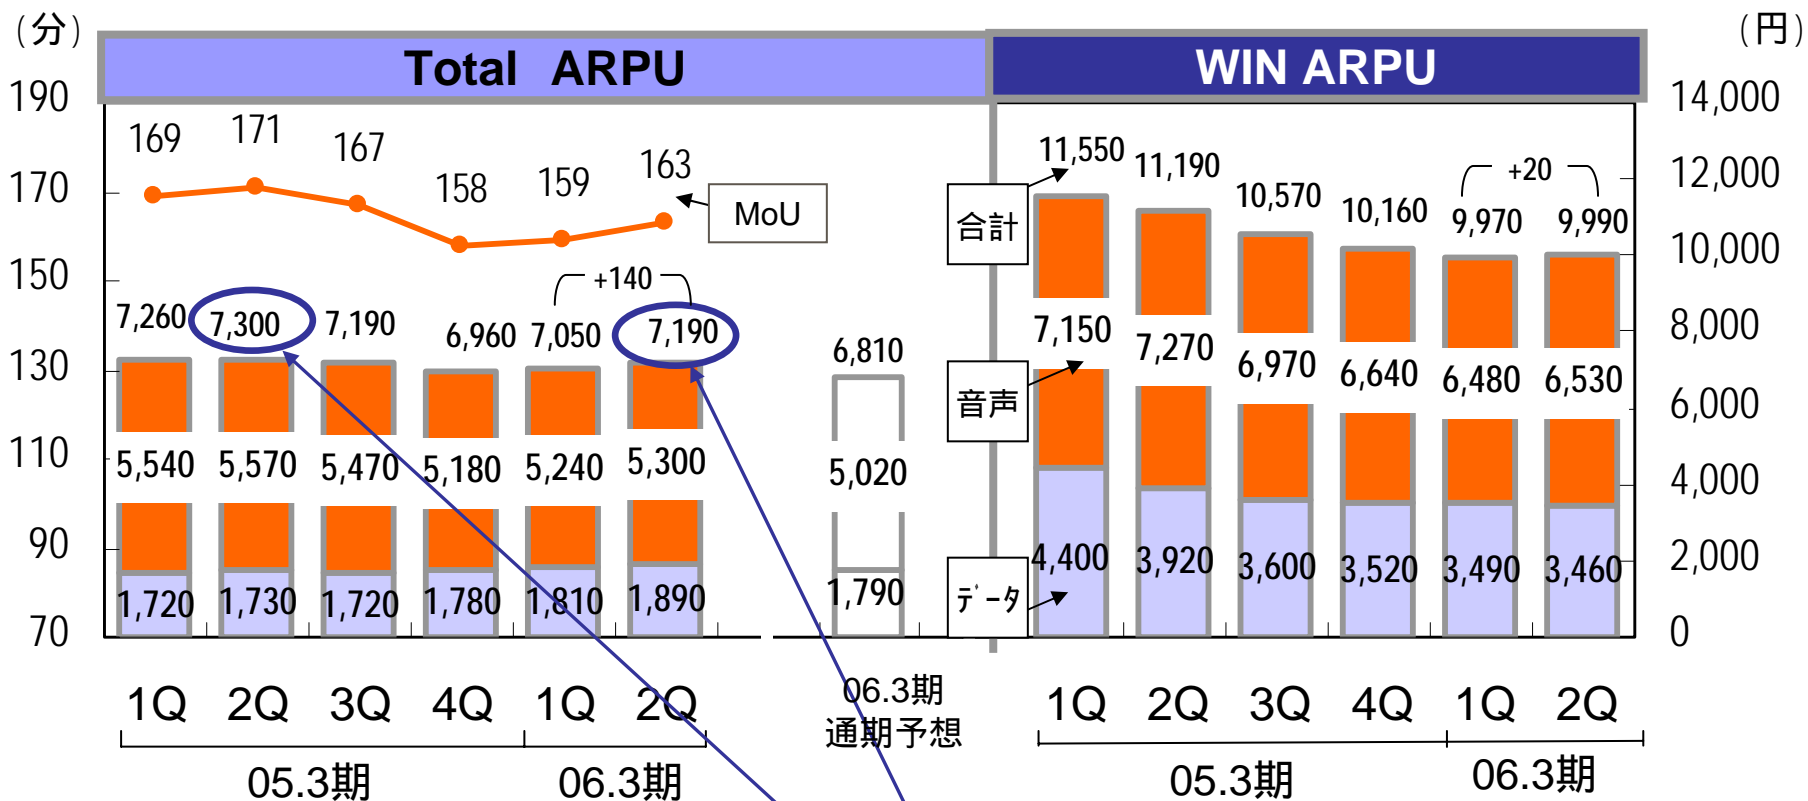 (分)
(円)
Total ARPU
WIN ARPU
190
170
150
130
110
90
70
14,000
12,000
10,000
8,000
6,000
4,000
2,000
0
169 171 167 158 159 163
MoU
+140
7,260 7,300 7,190 6,960 7,050 7,190 6,810
5,540 5,570 5,470 5,180 5,240 5,300 5,020
1,720 1,730 1,720 1,780 1,810 1,890 1,790
合計
音声
ﾃﾞｰﾀ
+20
11,550 11,190 10,570 10,160 9,970 9,990
7,150 7,270 6,970 6,640 6,480 6,530
4,400 3,920 3,600 3,520 3,490 3,460
1Q 2Q 3Q 4Q 1Q 2Q
06.3期
通期予想
1Q 2Q 3Q 4Q 1Q 2Q
05.3期 06.3期
05.3期 06.3期